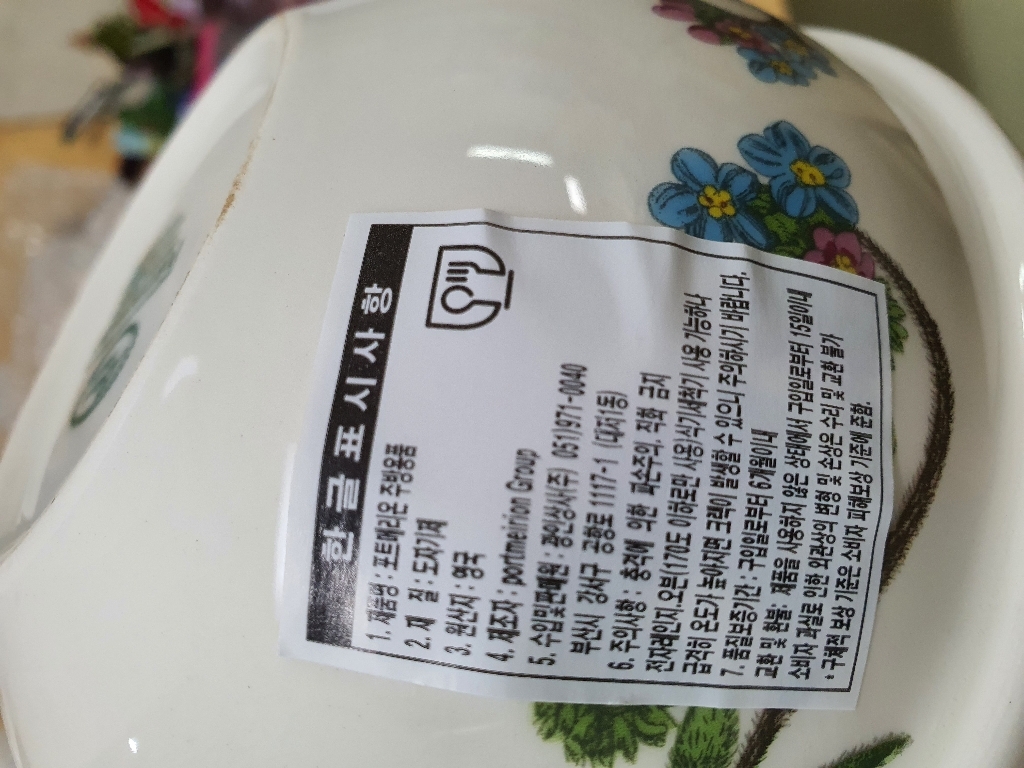 한 글 표 시 사 항
1. 제품명 : 포트메리온 주방용품
2. 재 질 : 도자기제
3. 원산지 : 영국
4. 제조자 : portmeirion Group
5. 수입및판매원 : 광인상사(주) 051)971-0040
부산시 강서구 공항로 1117-1 (대저1동)
6. 주의사항 : 충격에 의한 파손주의, 직화 금지
전자레인지.오븐(170도 이하로만 사용)식기세척기 사용 가능하나
급격히 온도가 높아지면 크랙이 발생할 수 있으니 주의하시기 바랍니다.
7. 품질보증기간 : 구입일로부터 6개월이내
교환 및 환불: 제품을 사용하지 않은 상태에서 구입일로부터 15일이내
소비자 과실로 인한 외관상의 변형 및 손상은 수리 및 교환 불가
* 구체적 보상 기준은 소비자 피해보상 기준에 준함.